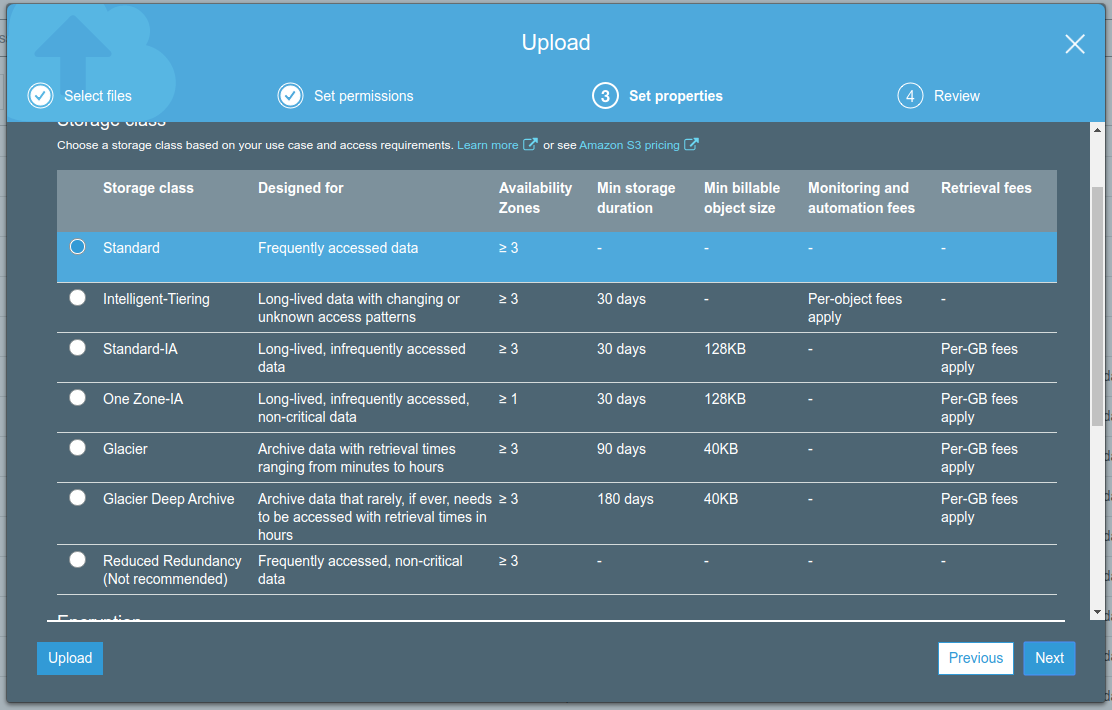 Upload
Select files
Set permissions
3 Set properties
4 Review
Storage class
Choose a storage class based on your use case and access requirements. Learn more or see Amazon S3 pricing
Storage class Designed for Availability Zones Min storage duration Min billable object size Monitoring and automation fees Retrieval fees
Standard Frequently accessed data ≥ 3 - - - -
Intelligent-Tiering Long-lived data with changing or unknown access patterns ≥ 3 30 days - Per-object fees apply -
Standard-IA Long-lived, infrequently accessed data ≥ 3 30 days 128KB - Per-GB fees apply
One Zone-IA Long-lived, infrequently accessed, non-critical data ≥ 1 30 days 128KB - Per-GB fees apply
Glacier Archive data with retrieval times ranging from minutes to hours ≥ 3 90 days 40KB - Per-GB fees apply
Glacier Deep Archive Archive data that rarely, if ever, needs to be accessed with retrieval times in hours ≥ 3 180 days 40KB - Per-GB fees apply
Reduced Redundancy (Not recommended) Frequently accessed, non-critical data ≥ 3 - - - -
Encryption
Upload
Previous
Next